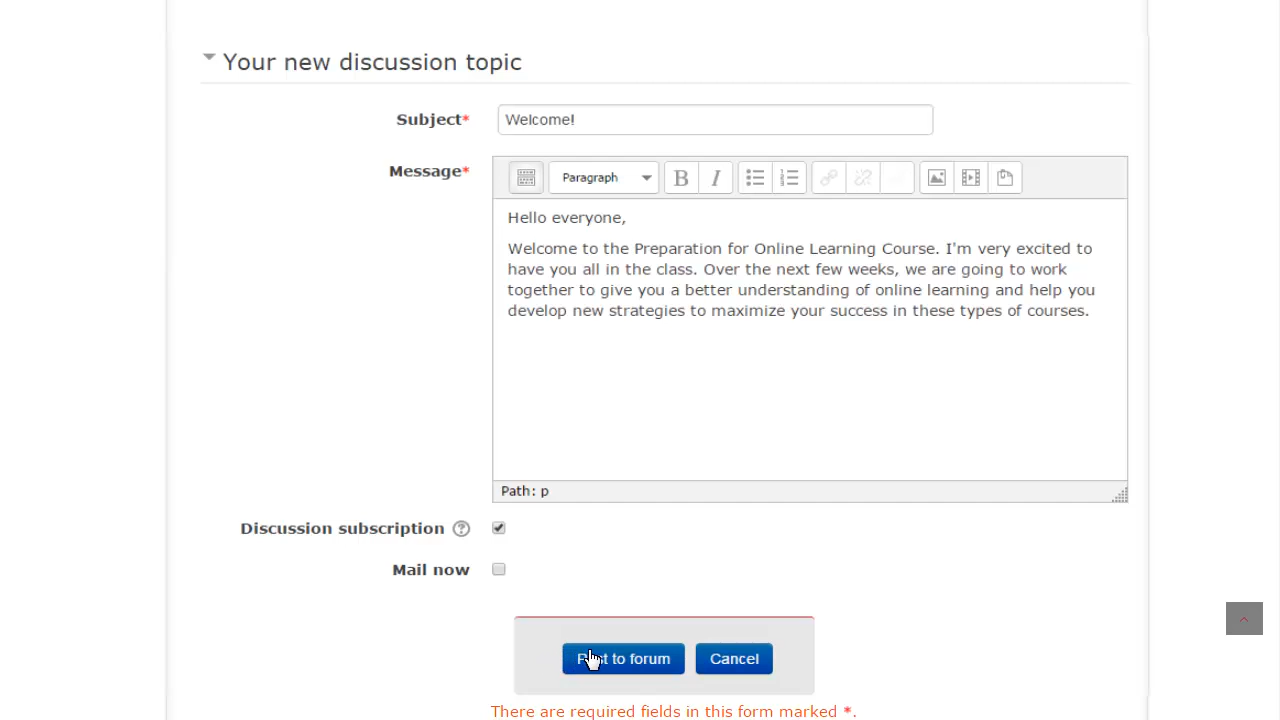 Your new discussion topic
Subject*
Welcome!
Message*
Paragraph
B I
Hello everyone,
Welcome to the Preparation for Online Learning Course. I'm very excited to
have you all in the class. Over the next few weeks, we are going to work
together to give you a better understanding of online learning and help you
develop new strategies to maximize your success in these types of courses.
Path: p
Discussion subscription ?
Mail now
Post to forum
Cancel
There are required fields in this form marked *.